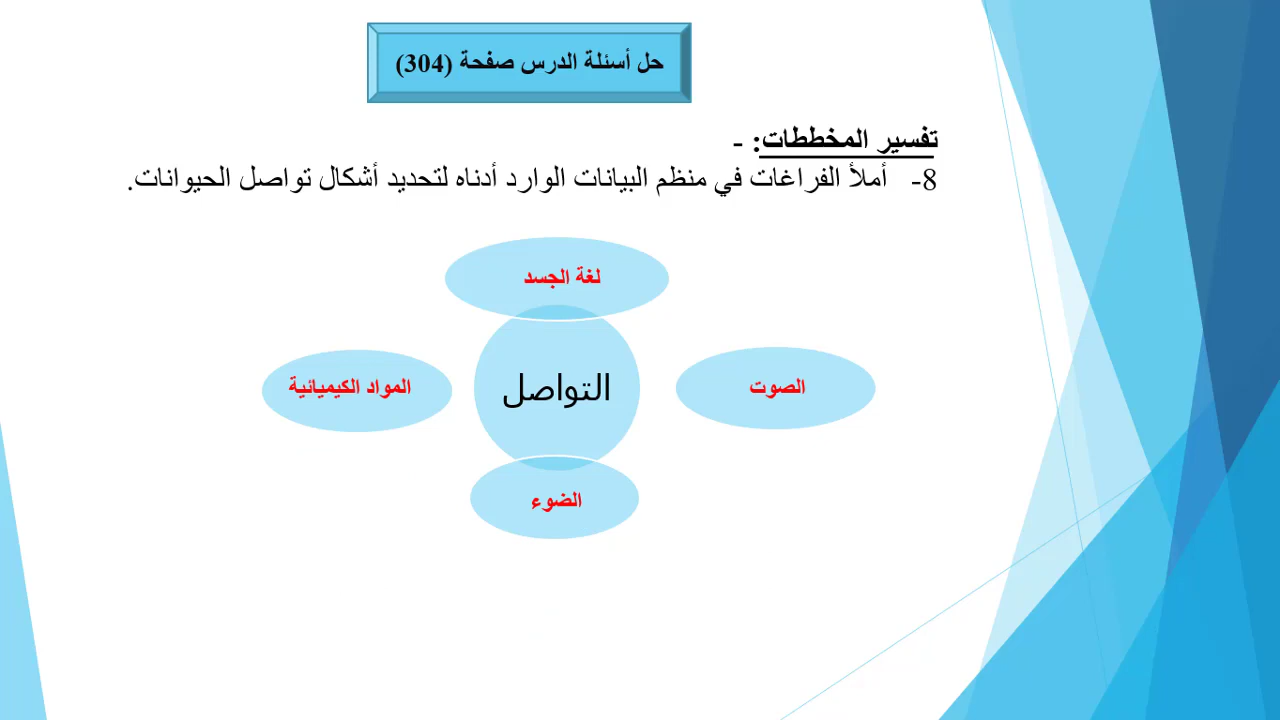 حل أسئلة الدرس صفحة (304)
تفسير المخططات: -
8- أملأ الفراغات في منظم البيانات الوارد أدناه لتحديد أشكال تواصل الحيوانات.
لغة الجسد
الصوت
التواصل
المواد الكيميائية
الضوء